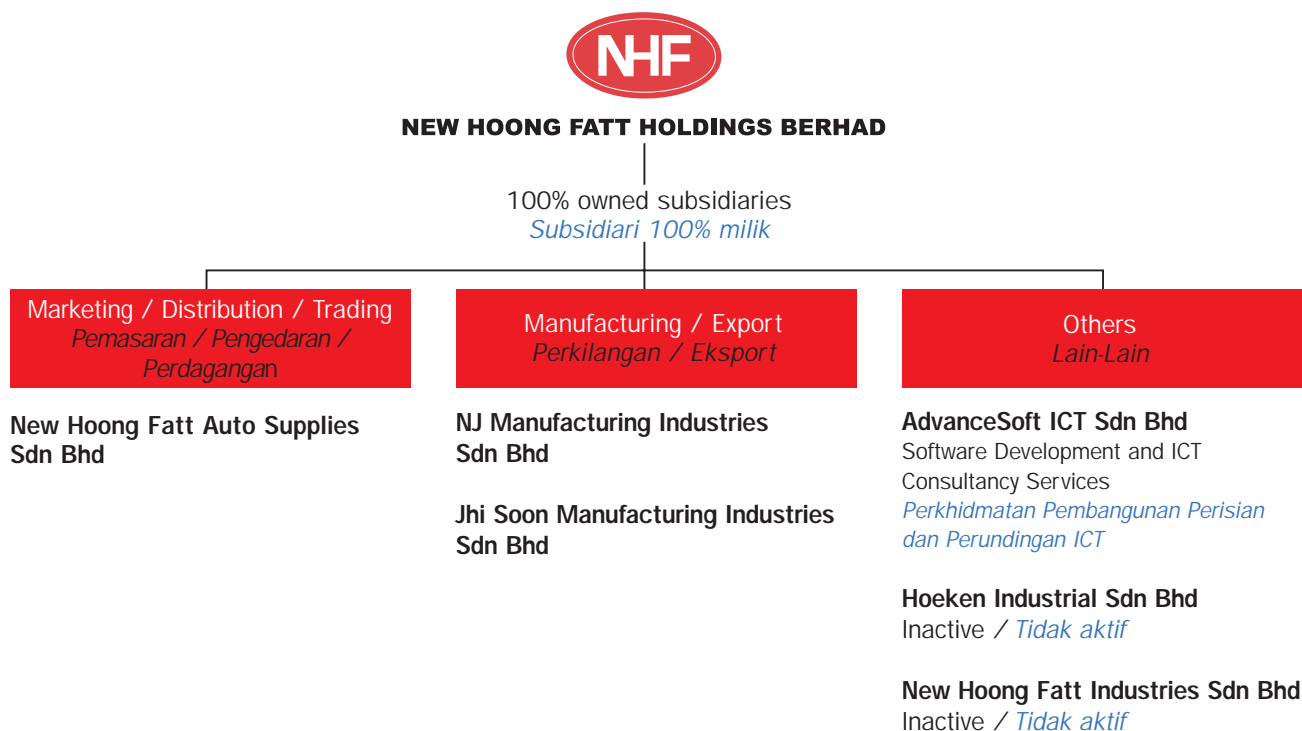 NHF
NEW HOONG FATT HOLDINGS BERHAD
100% owned subsidiaries
Subsidiari 100% milik
Marketing / Distribution / Trading
Pemasaran / Pengedaran /
Perdagangan
New Hoong Fatt Auto Supplies
Sdn Bhd
Manufacturing / Export
Perkilangan / Eksport
NJ Manufacturing Industries
Sdn Bhd
Jhi Soon Manufacturing Industries
Sdn Bhd
Others
Lain-Lain
AdvanceSoft ICT Sdn Bhd
Software Development and ICT
Consultancy Services
Perkhidmatan Pembangunan Perisian
dan Perundingan ICT
Hoeken Industrial Sdn Bhd
Inactive / Tidak aktif
New Hoong Fatt Industries Sdn Bhd
Inactive / Tidak aktif